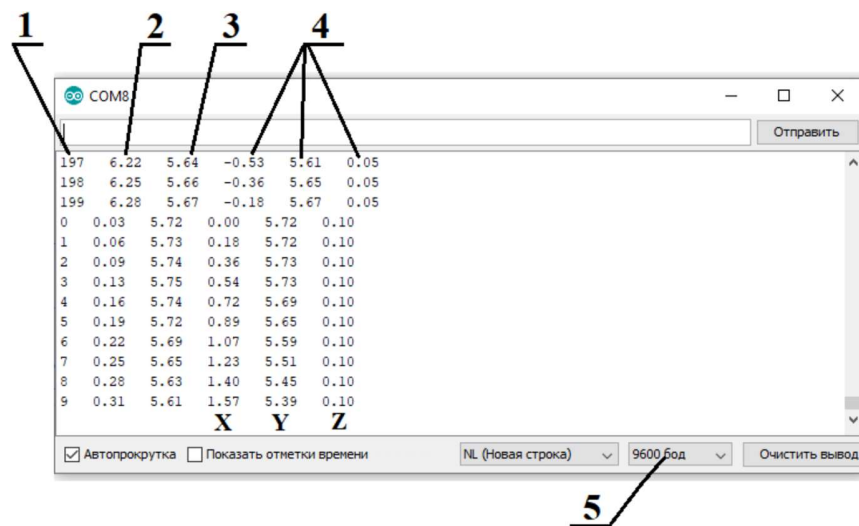 1 2 3 4
COM8
Отправить
197 6.22 5.64 -0.53 5.61 0.05
198 6.25 5.66 -0.36 5.65 0.05
199 6.28 5.67 -0.18 5.67 0.05
0 0.03 5.72 0.00 5.72 0.10
1 0.06 5.73 0.18 5.72 0.10
2 0.09 5.74 0.36 5.73 0.10
3 0.13 5.75 0.54 5.73 0.10
4 0.16 5.74 0.72 5.69 0.10
5 0.19 5.72 0.89 5.65 0.10
6 0.22 5.69 1.07 5.59 0.10
7 0.25 5.65 1.23 5.51 0.10
8 0.28 5.63 1.40 5.45 0.10
9 0.31 5.61 1.57 5.39 0.10
X Y Z
Автопрокрутка Показать отметки времени NL (Новая строка) 9600 бод Очистить вывод
5